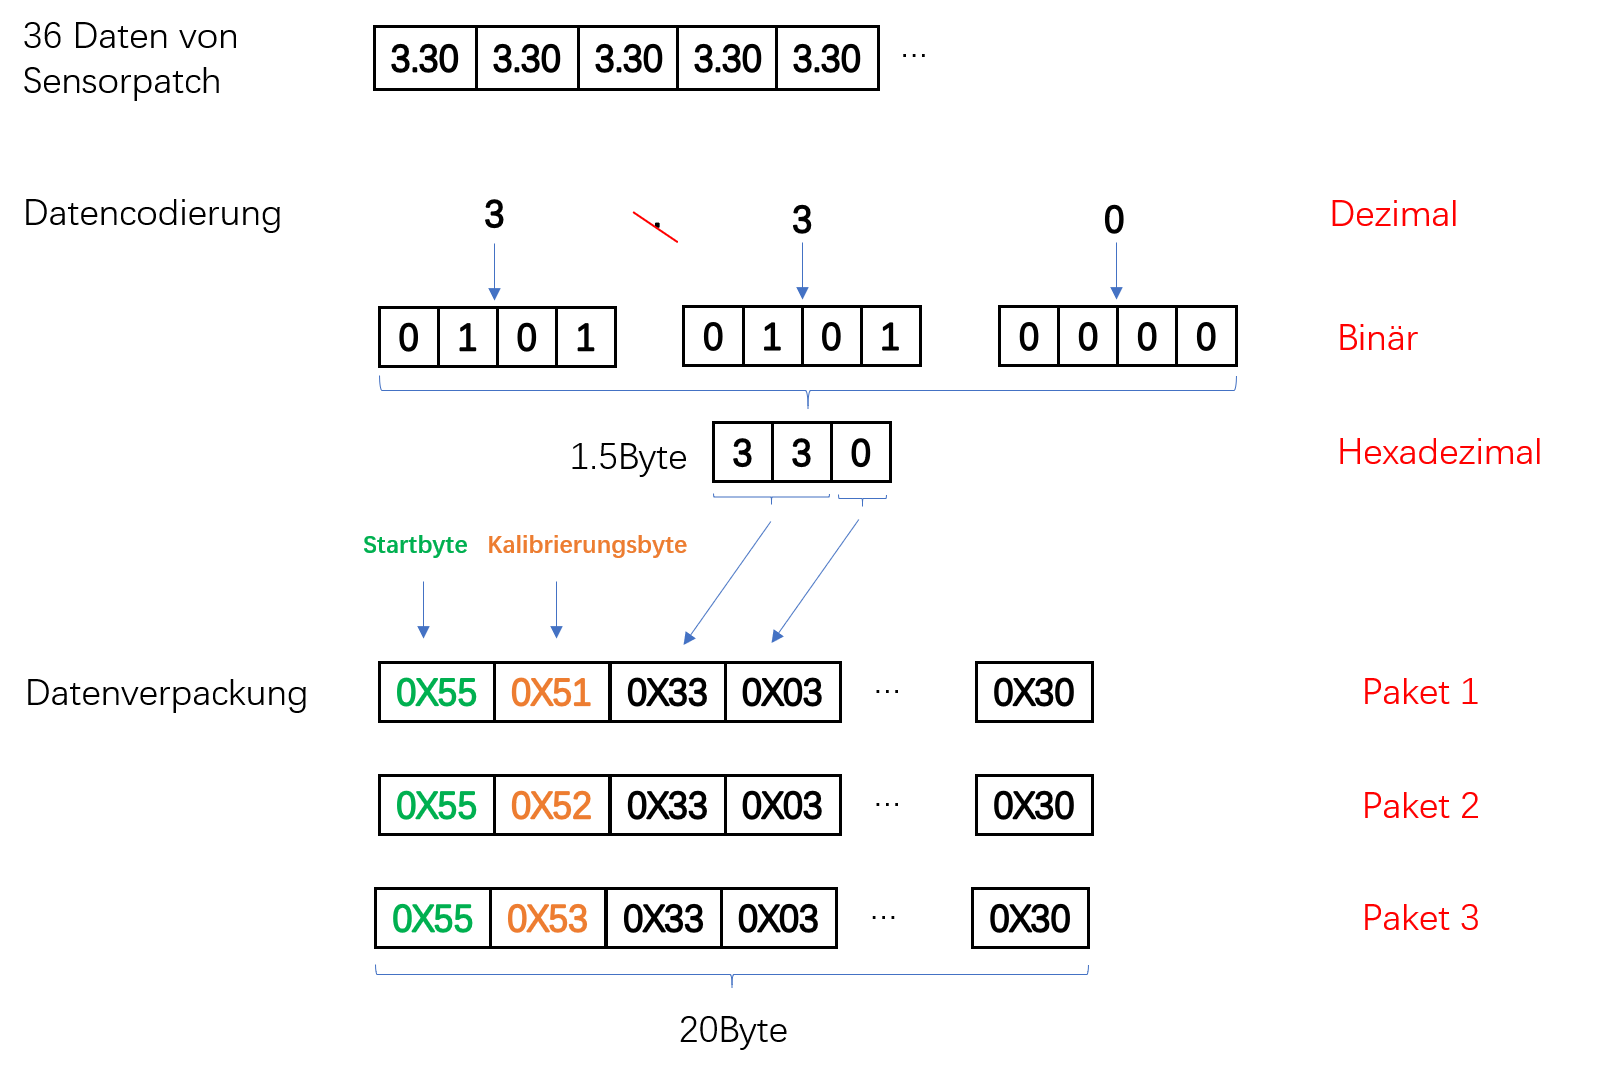 36 Daten von
Sensorpatch
3.30 3.30 3.30 3.30 3.30 ...
Datencodierung
3 . 3 0
Dezimal
0 1 0 1 0 1 0 1 0 0 0 0
Binär
1.5Byte
3 3 0
Hexadezimal
Startbyte Kalibrierungsbyte
Datenverpackung
0X55 0X51 0X33 0X03 ... 0X30
Paket 1
0X55 0X52 0X33 0X03 ... 0X30
Paket 2
0X55 0X53 0X33 0X03 ... 0X30
Paket 3
20Byte